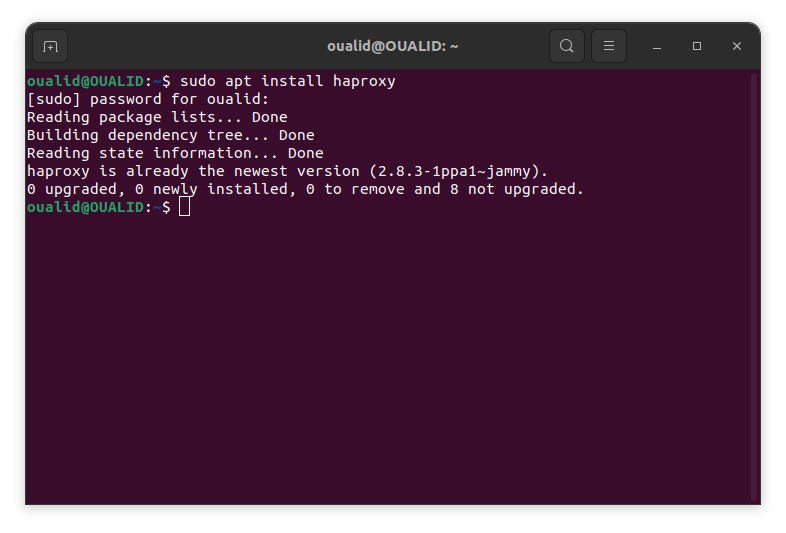 oualid@OUALID: ~
oualid@OUALID:~$ sudo apt install haproxy
[sudo] password for oualid:
Reading package lists... Done
Building dependency tree... Done
Reading state information... Done
haproxy is already the newest version (2.8.3-1ppa1~jammy).
0 upgraded, 0 newly installed, 0 to remove and 8 not upgraded.
oualid@OUALID:~$